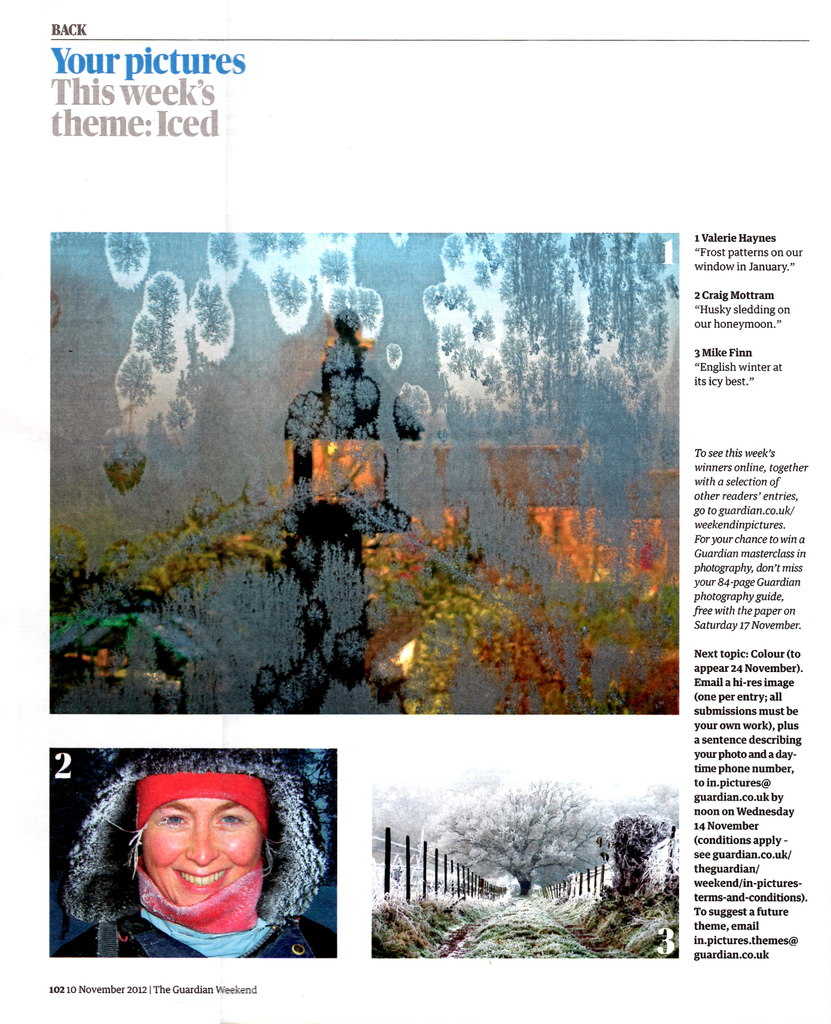 BACK
Your pictures
This week's
theme: Iced
1
1 Valerie Haynes
"Frost patterns on our
window in January."
2 Craig Mottram
"Husky sledding on
our honeymoon."
3 Mike Finn
"English winter at
its icy best."
To see this week's
winners online, together
with a selection of
other readers' entries,
go to guardian.co.uk/
weekendinpictures.
For your chance to win a
Guardian masterclass in
photography, don't miss
your 84-page Guardian
photography guide,
free with the paper on
Saturday 17 November.
Next topic: Colour (to
appear 24 November).
Email a hi-res image
(one per entry; all
submissions must be
your own work), plus
a sentence describing
your photo and a day-
time phone number,
to in.pictures@
guardian.co.uk by
noon on Wednesday
14 November
(conditions apply -
see guardian.co.uk/
theguardian/
weekend/in-pictures-
terms-and-conditions).
To suggest a future
theme, email
in.pictures.themes@
guardian.co.uk
2
3
102 10 November 2012 | The Guardian Weekend